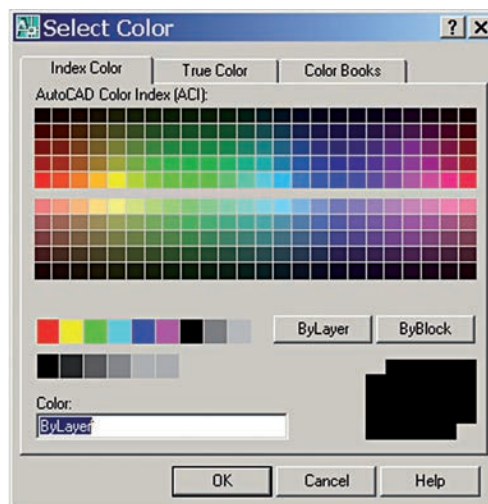 Select Color
Index Color True Color Color Books
AutoCAD Color Index (ACI):
ByLayer ByBlock
Color:
ByLayer
OK Cancel Help